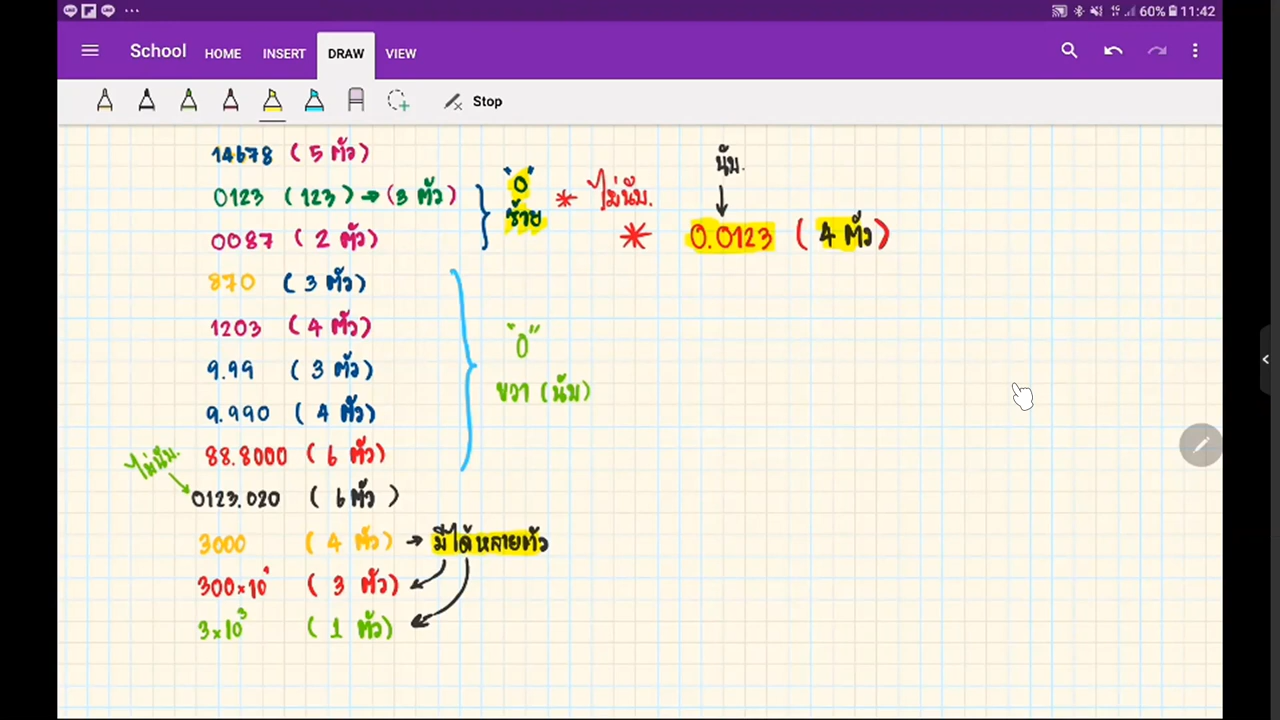 60% 11:42
School HOME INSERT DRAW VIEW
Stop
14678 ( 5 ตัว )
0123 ( 123 ) → ( 3 ตัว )
0087 ( 2 ตัว )
"0"
ซ้าย
* ไม่นับ.
นับ.
* 0.0123 ( 4 ตัว )
870 ( 3 ตัว )
1203 ( 4 ตัว )
9.99 ( 3 ตัว )
9.990 ( 4 ตัว )
88.8000 ( 6 ตัว )
"0"
ขวา (นับ)
ไม่นับ.
0123.020 ( 6 ตัว )
3000 ( 4 ตัว ) → มีได้หลายตัว
300×10¹ ( 3 ตัว )
3×10³ ( 1 ตัว )